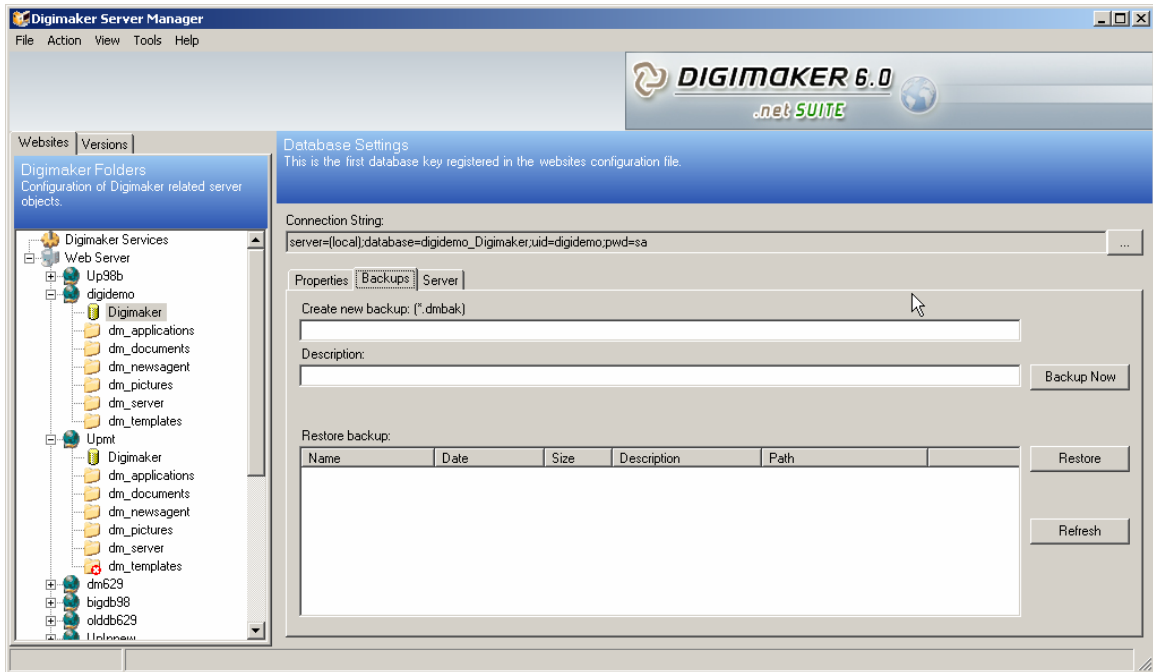 Digimaker Server Manager
File Action View Tools Help
DIGIMAKER 6.0
.net SUITE
Websites Versions
Digimaker Folders
Configuration of Digimaker related server
objects.
Digimaker Services
Web Server
Up98b
digidemo
Digimaker
dm_applications
dm_documents
dm_newsagent
dm_pictures
dm_server
dm_templates
Upmt
Digimaker
dm_applications
dm_documents
dm_newsagent
dm_pictures
dm_server
dm_templates
dm629
bigdb98
olddb629
Database Settings
This is the first database key registered in the websites configuration file.
Connection String:
server=(local);database=digidemo_Digimaker;uid=digidemo;pwd=sa ...
Properties Backups Server
Create new backup: (*.dmbak)
Description:
Backup Now
Restore backup:
Name Date Size Description Path
Restore
Refresh